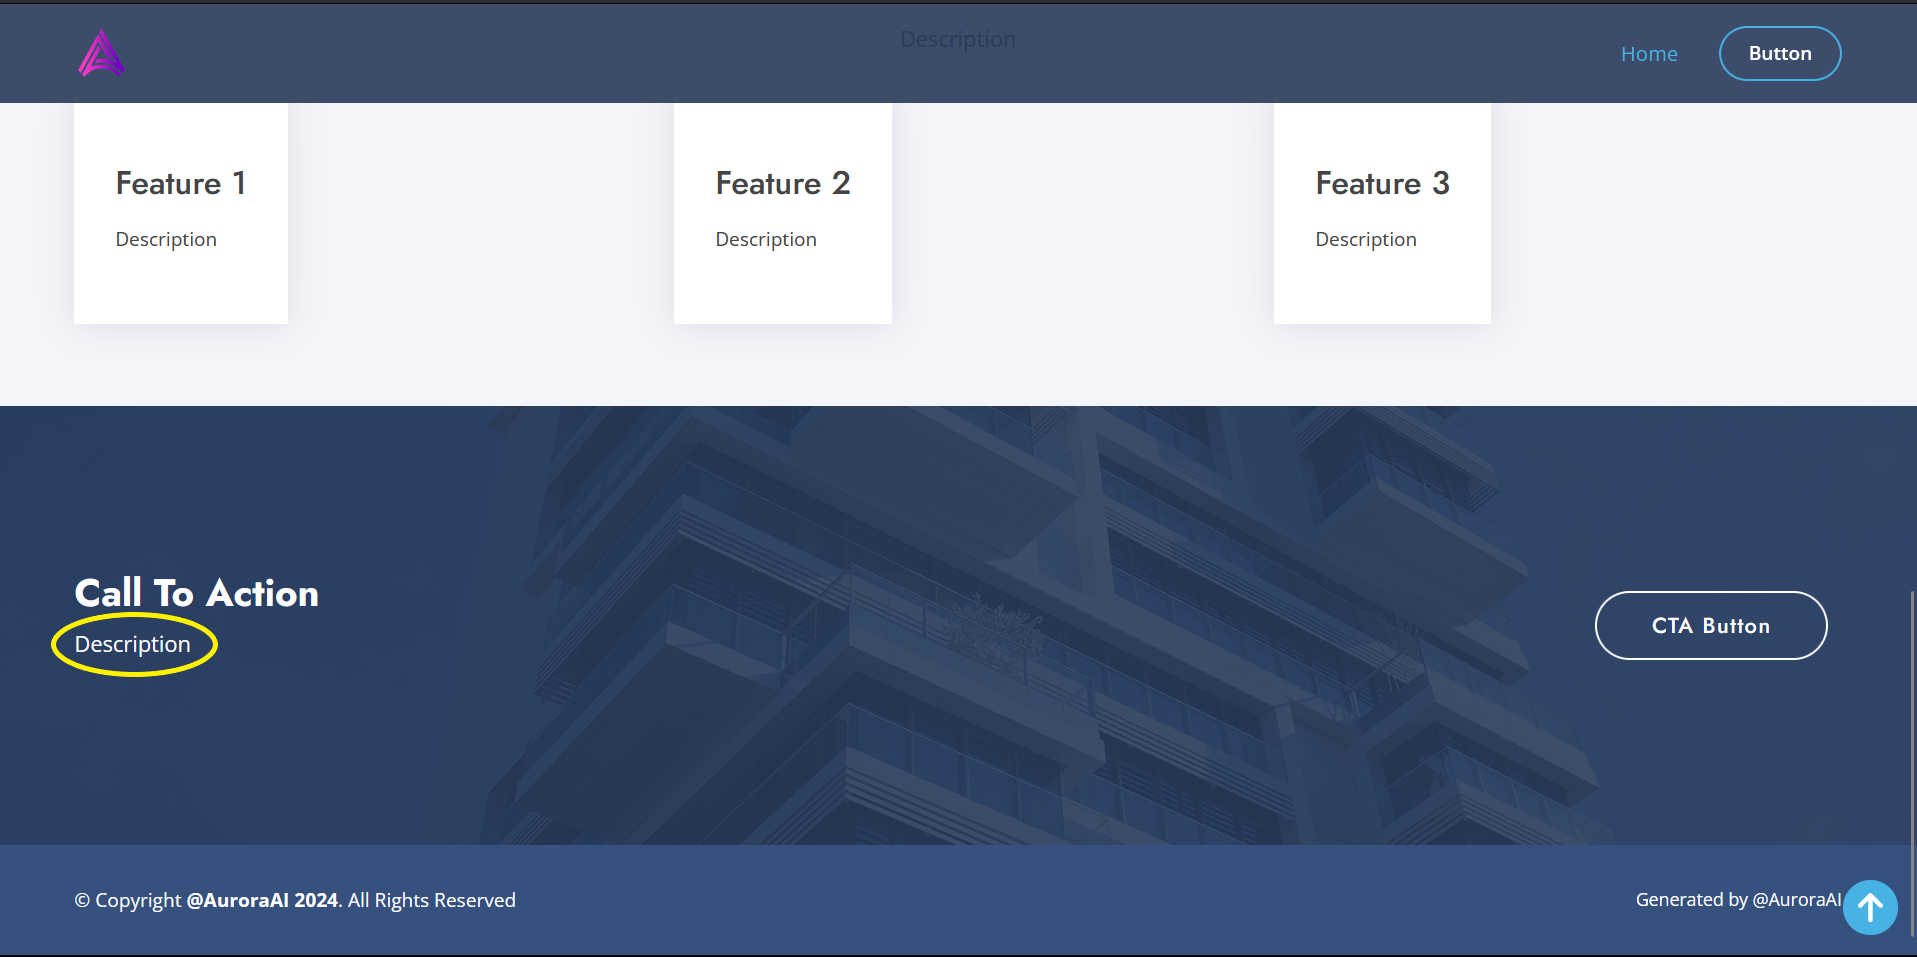 Description
Home
Button
Feature 1
Description
Feature 2
Description
Feature 3
Description
Call To Action
Description
CTA Button
© Copyright @AuroraAI 2024. All Rights Reserved
Generated by @AuroraAI